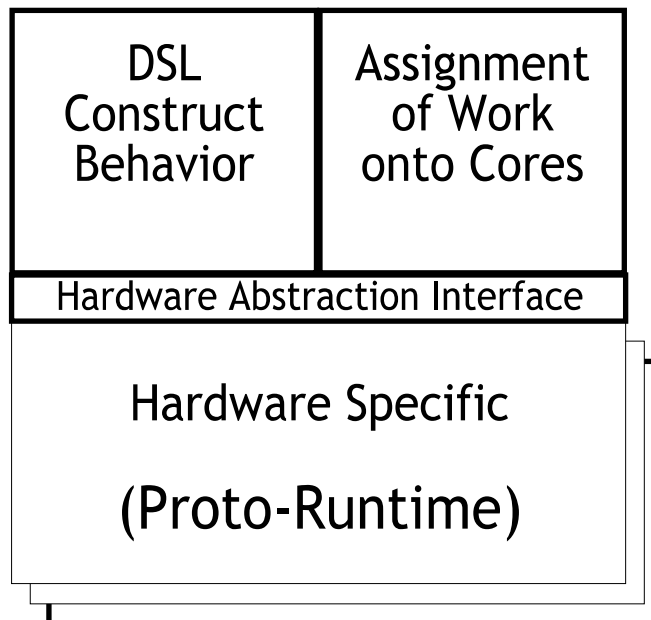 DSL
Construct
Behavior
Assignment
of Work
onto Cores
Hardware Abstraction Interface
Hardware Specific
(Proto-Runtime)